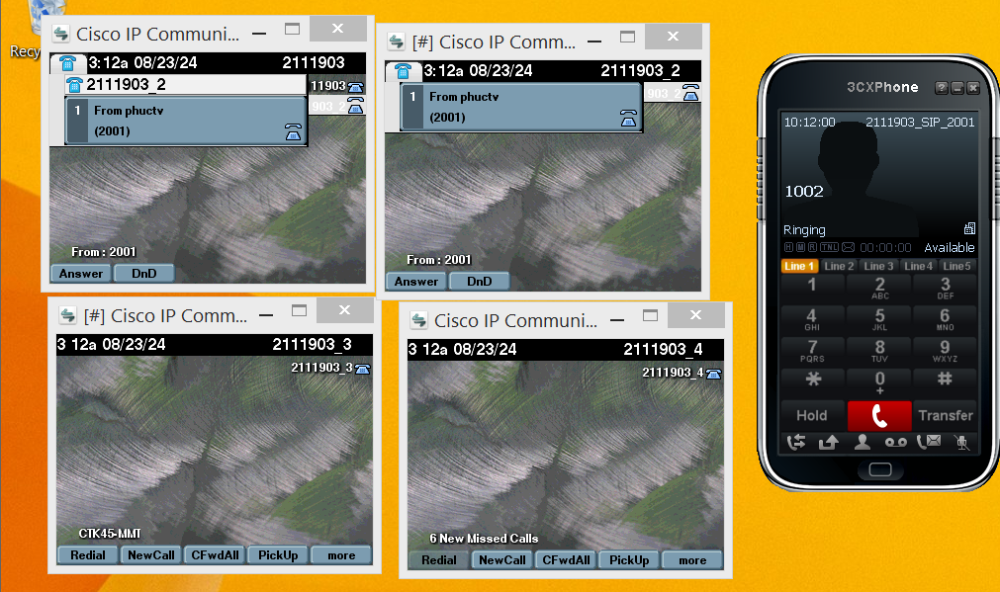 Recy
Cisco IP Communi...
3:12a 08/23/24 2111903
2111903_2
11903
903_2
1 From phuctv
(2001)
From : 2001
Answer DnD
[#] Cisco IP Comm...
3:12a 08/23/24 2111903_2
903_2
1 From phuctv
(2001)
From : 2001
Answer DnD
[#] Cisco IP Comm...
3 12a 08/23/24 2111903_3
2111903_3
CTK45-MMT
Redial NewCall CFwdAll PickUp more
Cisco IP Communi...
3 12a 08/23/24 2111903_4
2111903_4
6 New Missed Calls
Redial NewCall CFwdAll PickUp more
3CXPhone
10:12:00 2111903_SIP_2001
1002
Ringing
H M R TNL 00:00:00 Available
Line 1 Line 2 Line 3 Line 4 Line5
1 2 3
ABC DEF
4 5 6
GHI JKL MNO
7 8 9
PQRS TUV WXYZ
* 0 #
+
Hold Transfer